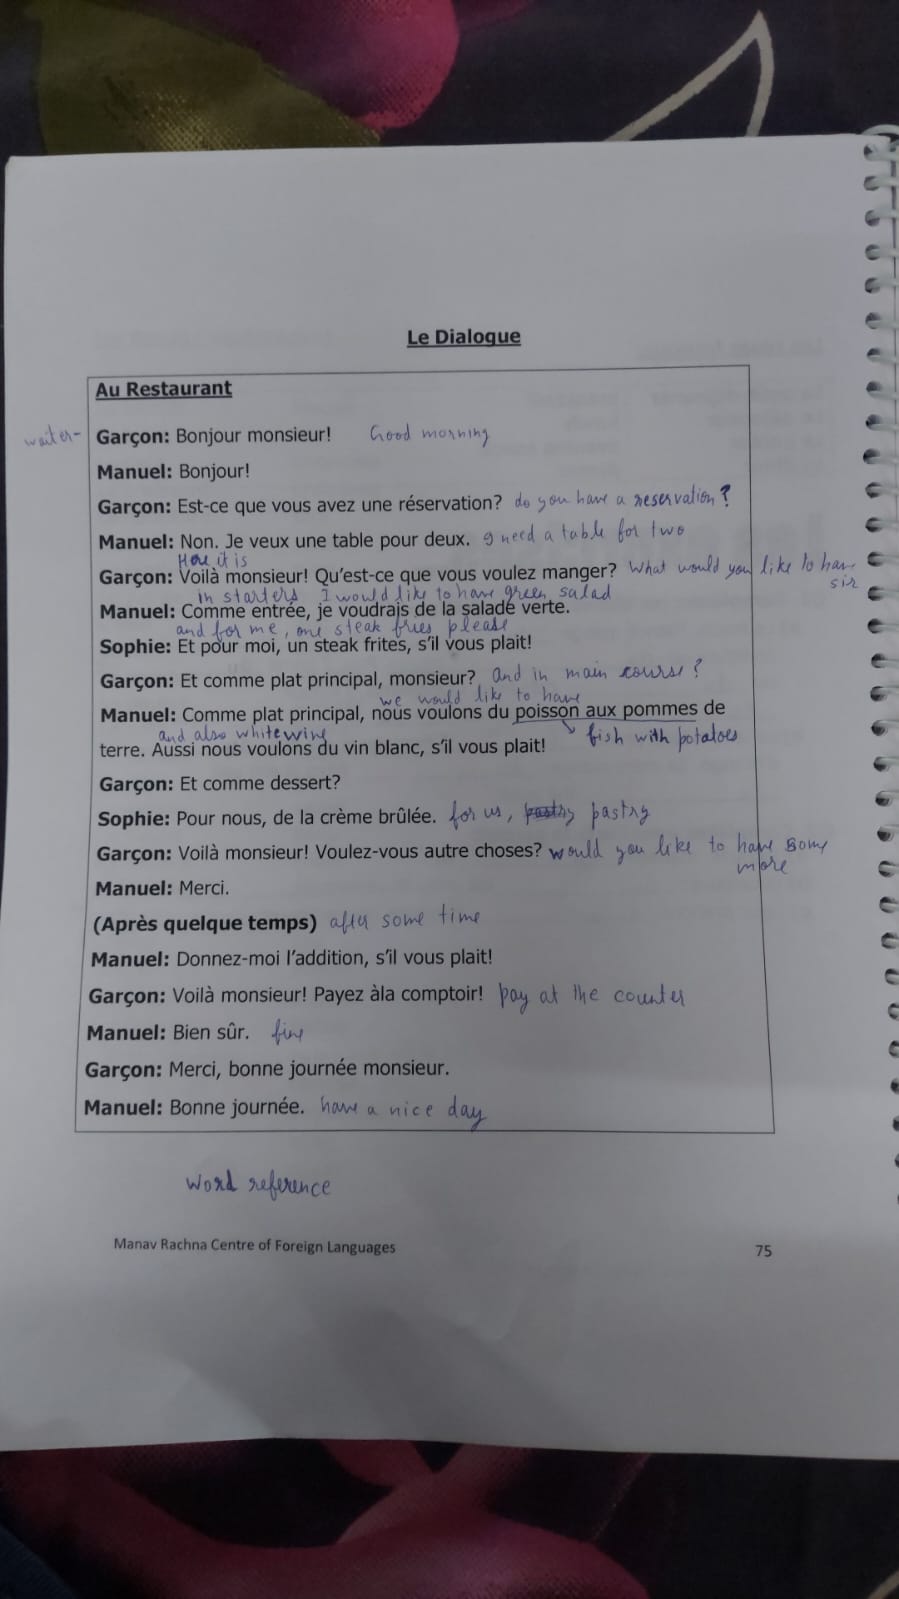 Le Dialogue
Au Restaurant
waiter- Garçon: Bonjour monsieur! Good morning
Manuel: Bonjour!
Garçon: Est-ce que vous avez une réservation? do you have a reservation?
Manuel: Non. Je veux une table pour deux. I need a table for two
Here it is
Garçon: Voilà monsieur! Qu'est-ce que vous voulez manger? What would you like to have
sir
in starters I would like to have green salad
Manuel: Comme entrée, je voudrais de la salade verte.
and for me, one steak fries please
Sophie: Et pour moi, un steak frites, s'il vous plait!
Garçon: Et comme plat principal, monsieur? And in main course?
we would like to have
Manuel: Comme plat principal, nous voulons du poisson aux pommes de
and also white wine fish with potatoes
terre. Aussi nous voulons du vin blanc, s'il vous plait!
Garçon: Et comme dessert?
Sophie: Pour nous, de la crème brûlée. for us, pastry
Garçon: Voilà monsieur! Voulez-vous autre choses? would you like to have some
more
Manuel: Merci.
(Après quelque temps) after some time
Manuel: Donnez-moi l'addition, s'il vous plait!
Garçon: Voilà monsieur! Payez àla comptoir! pay at the counter
Manuel: Bien sûr. fine
Garçon: Merci, bonne journée monsieur.
Manuel: Bonne journée. have a nice day
word reference
Manav Rachna Centre of Foreign Languages 75